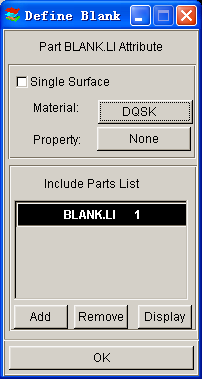 Define Blank
Part BLANK.LI Attribute
Single Surface
Material: DQSK
Property: None
Include Parts List
BLANK.LI 1
Add Remove Display
OK